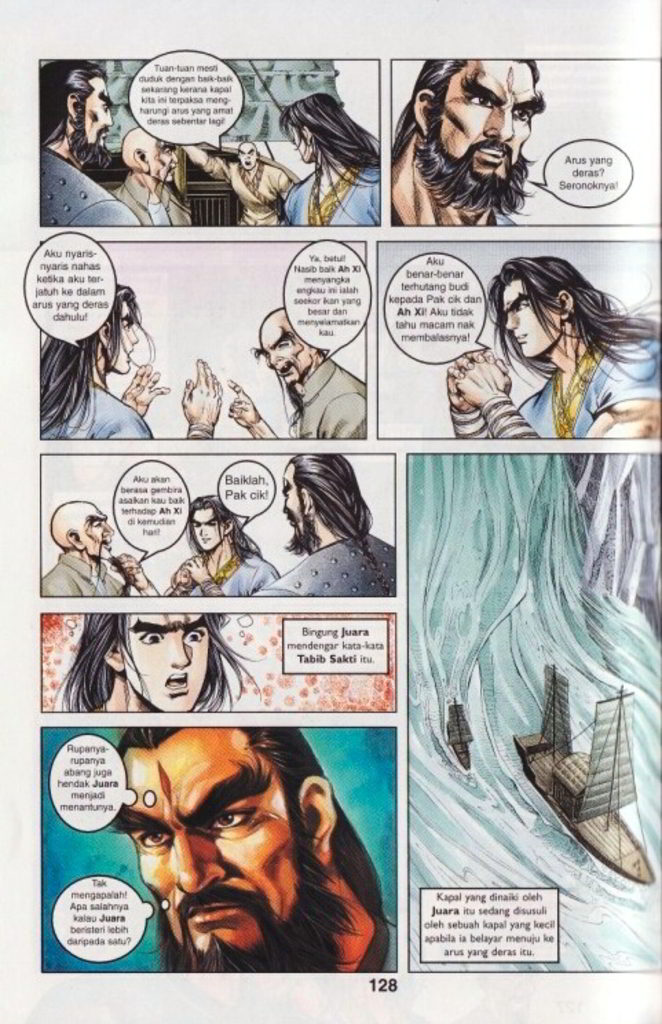 Tuan-tuan mesti
duduk dengan baik-baik
sekarang kerana kapal
kita ini terpaksa meng-
harungi arus yang amat
deras sebentar lagi!
Arus yang
deras?
Seronoknya!
Aku nyaris-
nyaris nahas
ketika aku ter-
jatuh ke dalam
arus yang deras
dahulu!
Ya, betul!
Nasib baik Ah Xi
menyangka
engkau ini ialah
seekor ikan yang
besar dan
menyelamatkan
kau.
Aku
benar-benar
terhutang budi
kepada Pak cik dan
Ah Xi! Aku tidak
tahu macam nak
membalasnya!
Aku akan
berasa gembira
asalkan kau baik
terhadap Ah Xi
di kemudian
hari!
Baiklah,
Pak cik!
Bingung Juara
mendengar kata-kata
Tabib Sakti itu.
Rupanya-
rupanya
abang juga
hendak Juara
menjadi
menantunya.
Tak
mengapalah!
Apa salahnya
kalau Juara
beristeri lebih
daripada satu?
Kapal yang dinaiki oleh
Juara itu sedang disusuli
oleh sebuah kapal yang kecil
apabila ia belayar menuju ke
arus yang deras itu.
128